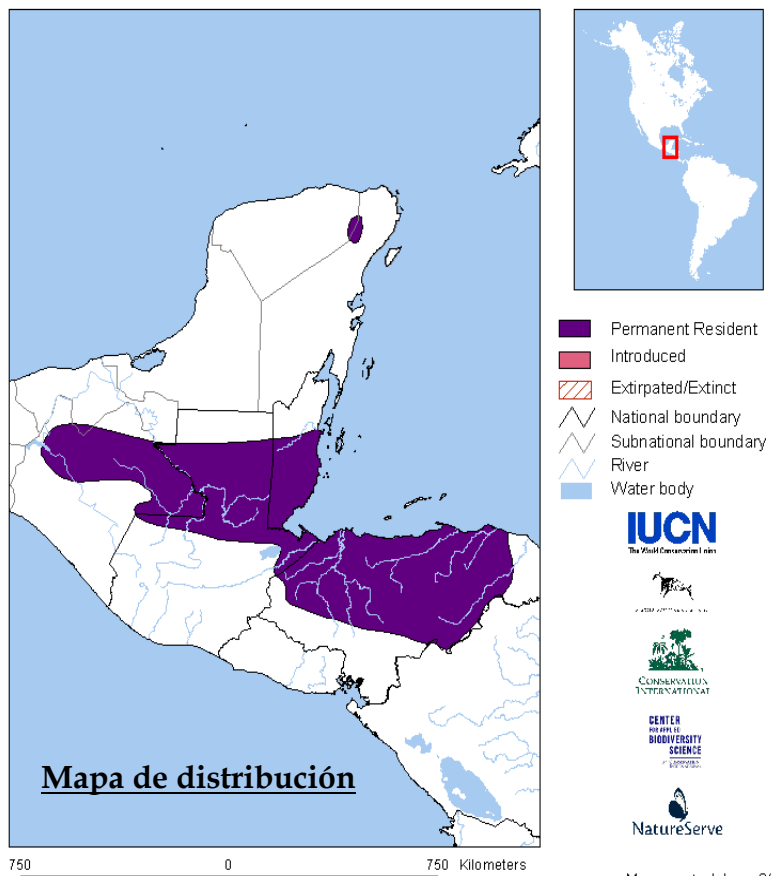 Permanent Resident
Introduced
Extirpated/Extinct
National boundary
Subnational boundary
River
Water body
IUCN
The World Conservation Union
CONSERVATION
INTERNATIONAL
CENTER
FOR APPLIED
BIODIVERSITY
SCIENCE
NatureServe
Mapa de distribución
750 0 750 Kilometers